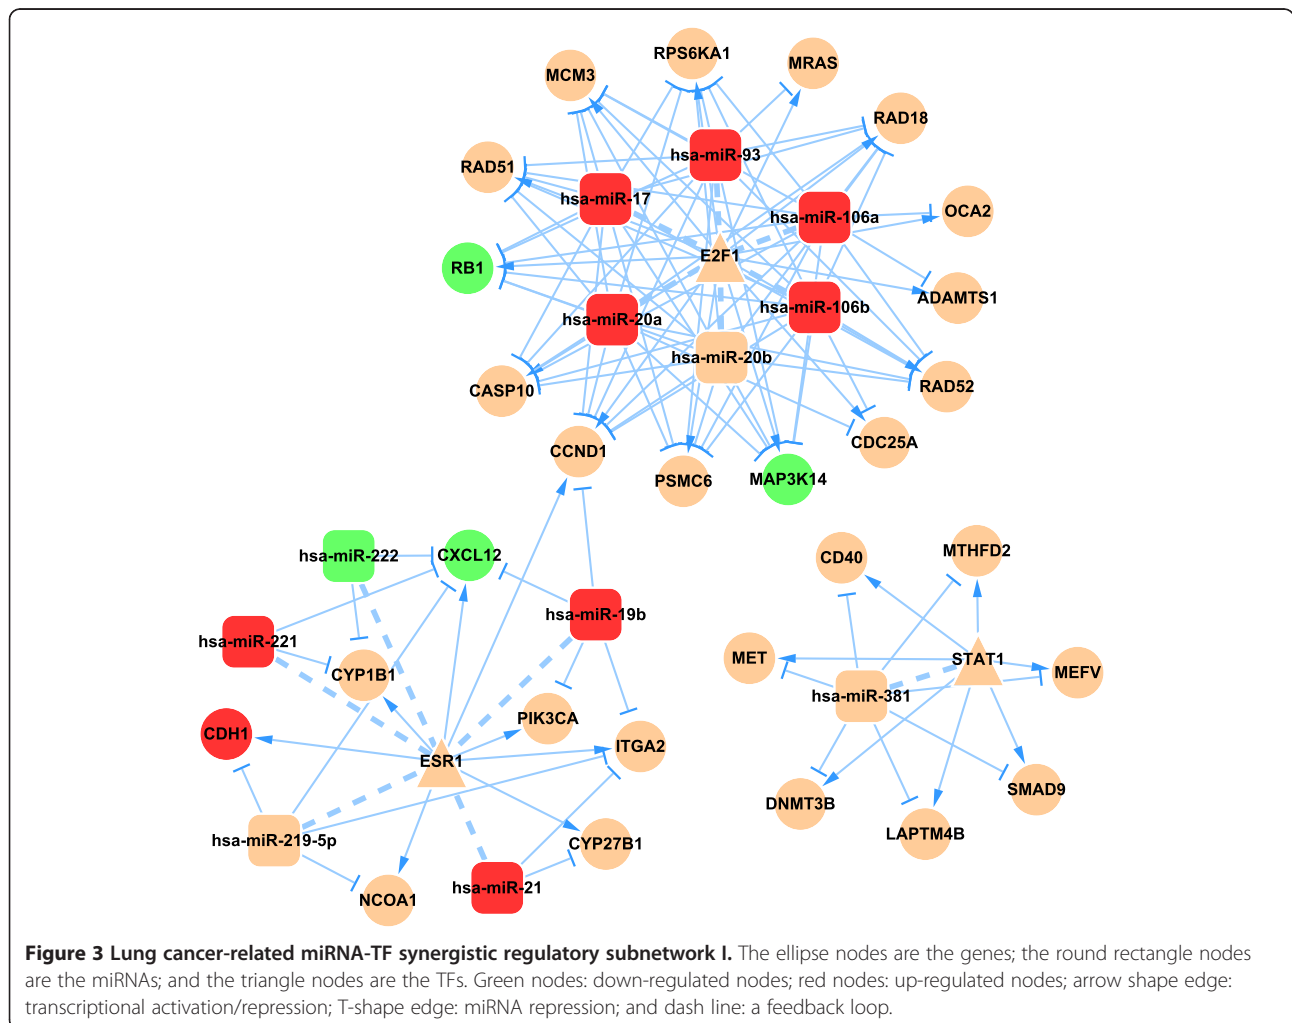 RPS6KA1
MRAS
MCM3
RAD18
hsa-miR-93
RAD51
hsa-miR-17
hsa-miR-106a
OCA2
E2F1
RB1
ADAMTS1
hsa-miR-106b
hsa-miR-20a
hsa-miR-20b
CASP10
RAD52
CCND1
CDC25A
PSMC6
MAP3K14
hsa-miR-222
CXCL12
CD40
MTHFD2
hsa-miR-19b
hsa-miR-221
CYP1B1
MET
STAT1
MEFV
hsa-miR-381
PIK3CA
CDH1
ITGA2
ESR1
SMAD9
DNMT3B
LAPTM4B
hsa-miR-219-5p
CYP27B1
hsa-miR-21
NCOA1
Figure 3 Lung cancer-related miRNA-TF synergistic regulatory subnetwork I. The ellipse nodes are the genes; the round rectangle nodes
are the miRNAs; and the triangle nodes are the TFs. Green nodes: down-regulated nodes; red nodes: up-regulated nodes; arrow shape edge:
transcriptional activation/repression; T-shape edge: miRNA repression; and dash line: a feedback loop.